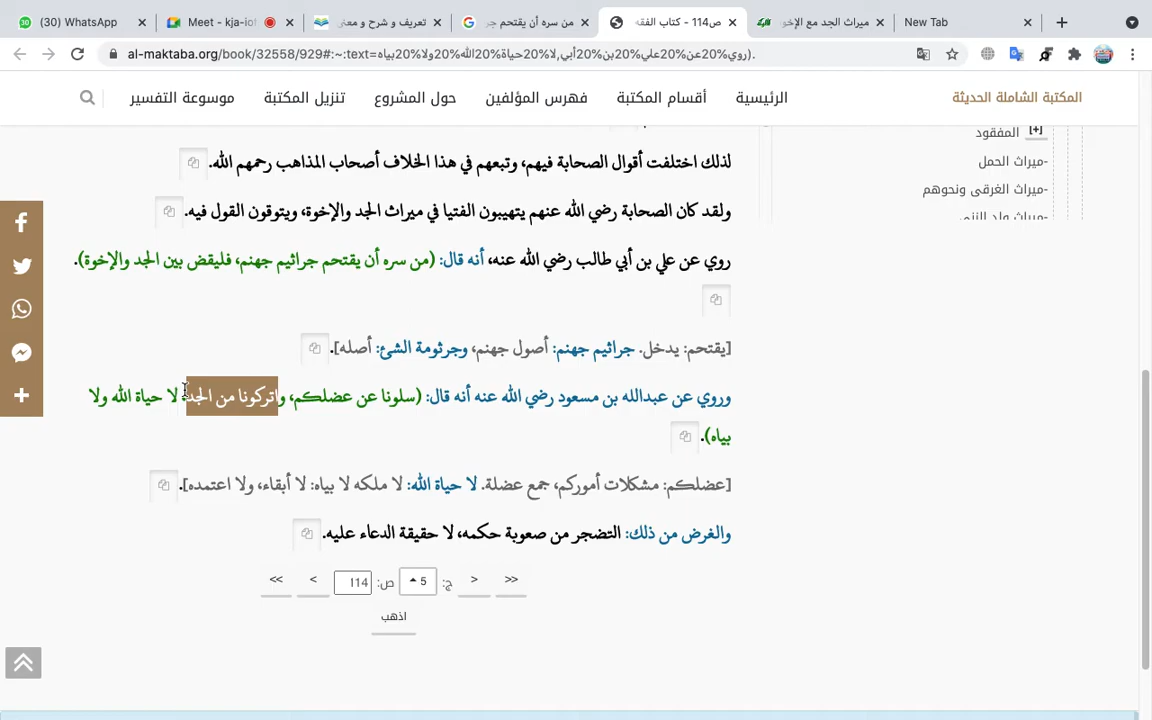 (30) WhatsApp
Meet - kja-iot
تعريف و شرح و معنى
من سره أن يقتحم جر
ص114 - كتاب الفقه
ميراث الجد مع الإخو
New Tab
al-maktaba.org/book/32558/929#:~:text=روي%20عن%20علي%20بن%20أبي,لا%20حياة%20الله%20ولا%20بياه).
المكتبة الشاملة الحديثة
الرئيسية
أقسام المكتبة
فهرس المؤلفين
حول المشروع
تنزيل المكتبة
موسوعة التفسير
[+] المفقود
-ميراث الحمل
-ميراث الغرقى ونحوهم
-ميراث ولد الزنى
لذلك اختلفت أقوال الصحابة فيهم، وتبعهم في هذا الخلاف أصحاب المذاهب رحمهم الله.
ولقد كان الصحابة رضي الله عنهم يتهيبون الفتيا في ميراث الجد والإخوة، ويتوقون القول فيه.
روي عن علي بن أبي طالب رضي الله عنه، أنه قال: (من سره أن يقتحم جراثيم جهنم، فليقض بين الجد والإخوة).
[يقتحم: يدخل. جراثيم جهنم: أصول جهنم، وجرثومة الشئ: أصله].
وروي عن عبدالله بن مسعود رضي الله عنه أنه قال: (سلونا عن عضلكم، واتركونا من الجد، لا حياة الله ولا
بياه).
[عضلكم: مشكلات أموركم، جمع عضلة. لا حياة الله: لا ملكه لا بياه: لا أبقاء، ولا اعتمده].
والغرض من ذلك: التضجر من صعوبة حكمه، لا حقيقة الدعاء عليه.
<< < ج: 5 ص: 114 > >>
اذهب